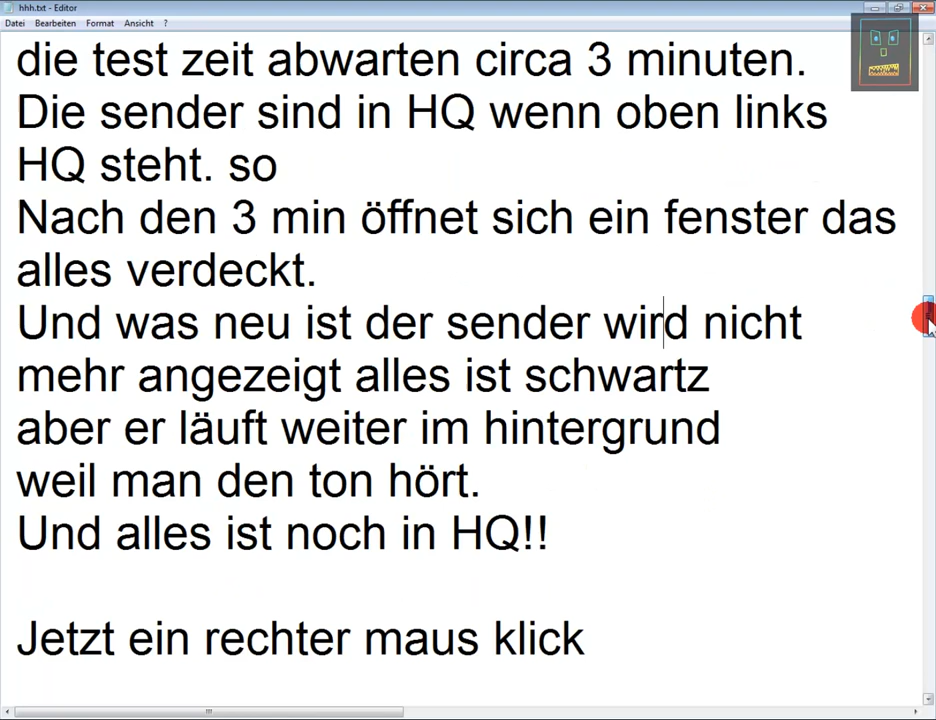 hhh.txt - Editor
Datei Bearbeiten Format Ansicht ?
die test zeit abwarten circa 3 minuten.
Die sender sind in HQ wenn oben links
HQ steht. so
Nach den 3 min öffnet sich ein fenster das
alles verdeckt.
Und was neu ist der sender wird nicht
mehr angezeigt alles ist schwartz
aber er läuft weiter im hintergrund
weil man den ton hört.
Und alles ist noch in HQ!!
Jetzt ein rechter maus klick